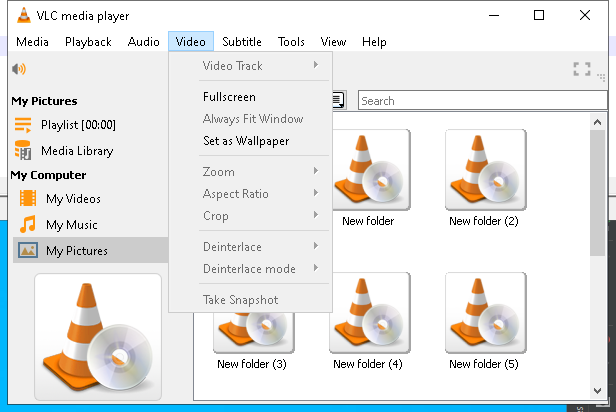 VLC media player
Media Playback Audio Video Subtitle Tools View Help
Video Track
Fullscreen
Always Fit Window
Set as Wallpaper
Zoom
Aspect Ratio
Crop
Deinterlace
Deinterlace mode
Take Snapshot
My Pictures
Playlist [00:00]
Media Library
My Computer
My Videos
My Music
My Pictures
Search
New folder
New folder (2)
New folder (3)
New folder (4)
New folder (5)